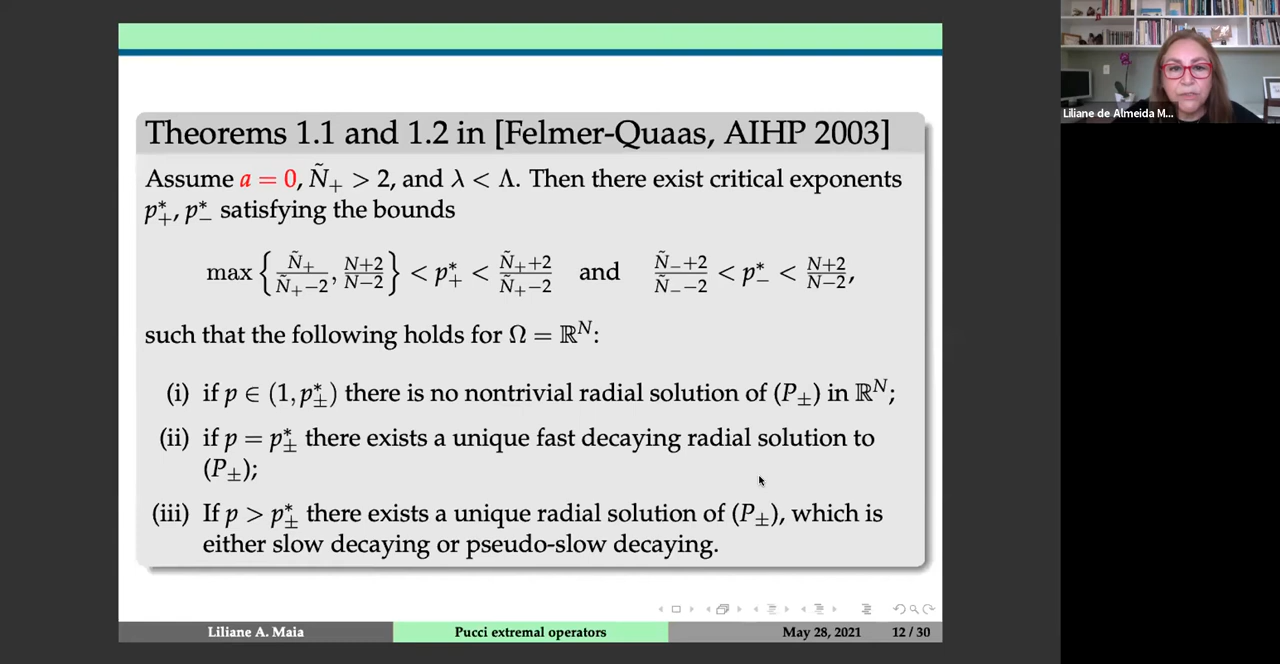 Theorems 1.1 and 1.2 in [Felmer-Quaas, AIHP 2003]
Assume a = 0, Ñ₊ > 2, and λ < Λ. Then there exist critical exponents
p*₊, p*₋ satisfying the bounds
max { Ñ₊/(Ñ₊−2), (N+2)/(N−2) } < p*₊ < (Ñ₊+2)/(Ñ₊−2) and (Ñ₋+2)/(Ñ₋−2) < p*₋ < (N+2)/(N−2),
such that the following holds for Ω = ℝᴺ:
(i) if p ∈ (1, p*±) there is no nontrivial radial solution of (P±) in ℝᴺ;
(ii) if p = p*± there exists a unique fast decaying radial solution to
(P±);
(iii) If p > p*± there exists a unique radial solution of (P±), which is
either slow decaying or pseudo-slow decaying.
Liliane A. Maia Pucci extremal operators May 28, 2021 12 / 30
Liliane de Almeida M...